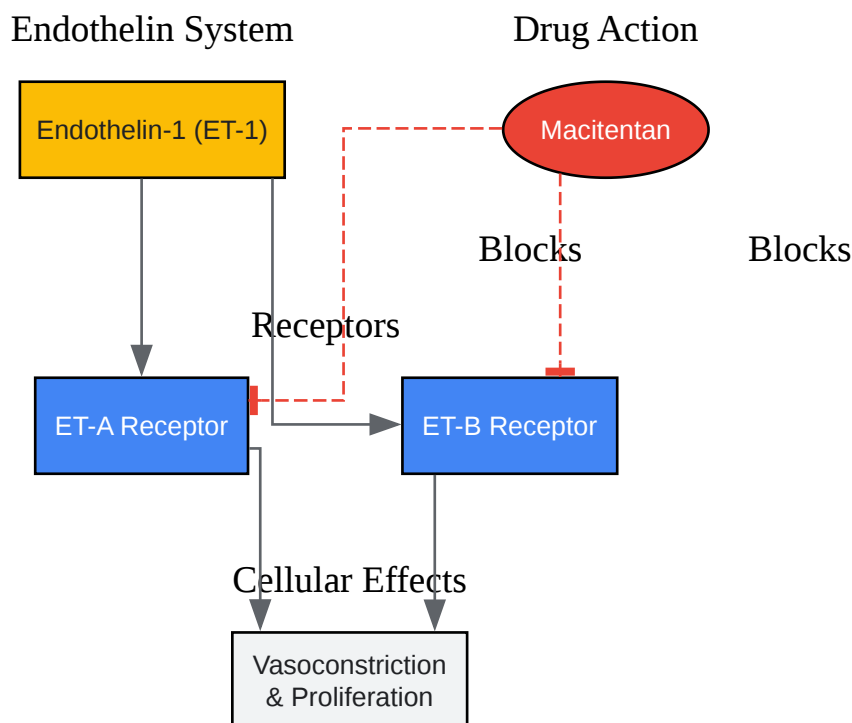 Endothelin System
Drug Action
Endothelin-1 (ET-1)
Macitentan
Blocks
Blocks
Receptors
ET-A Receptor
ET-B Receptor
Cellular Effects
Vasoconstriction
& Proliferation